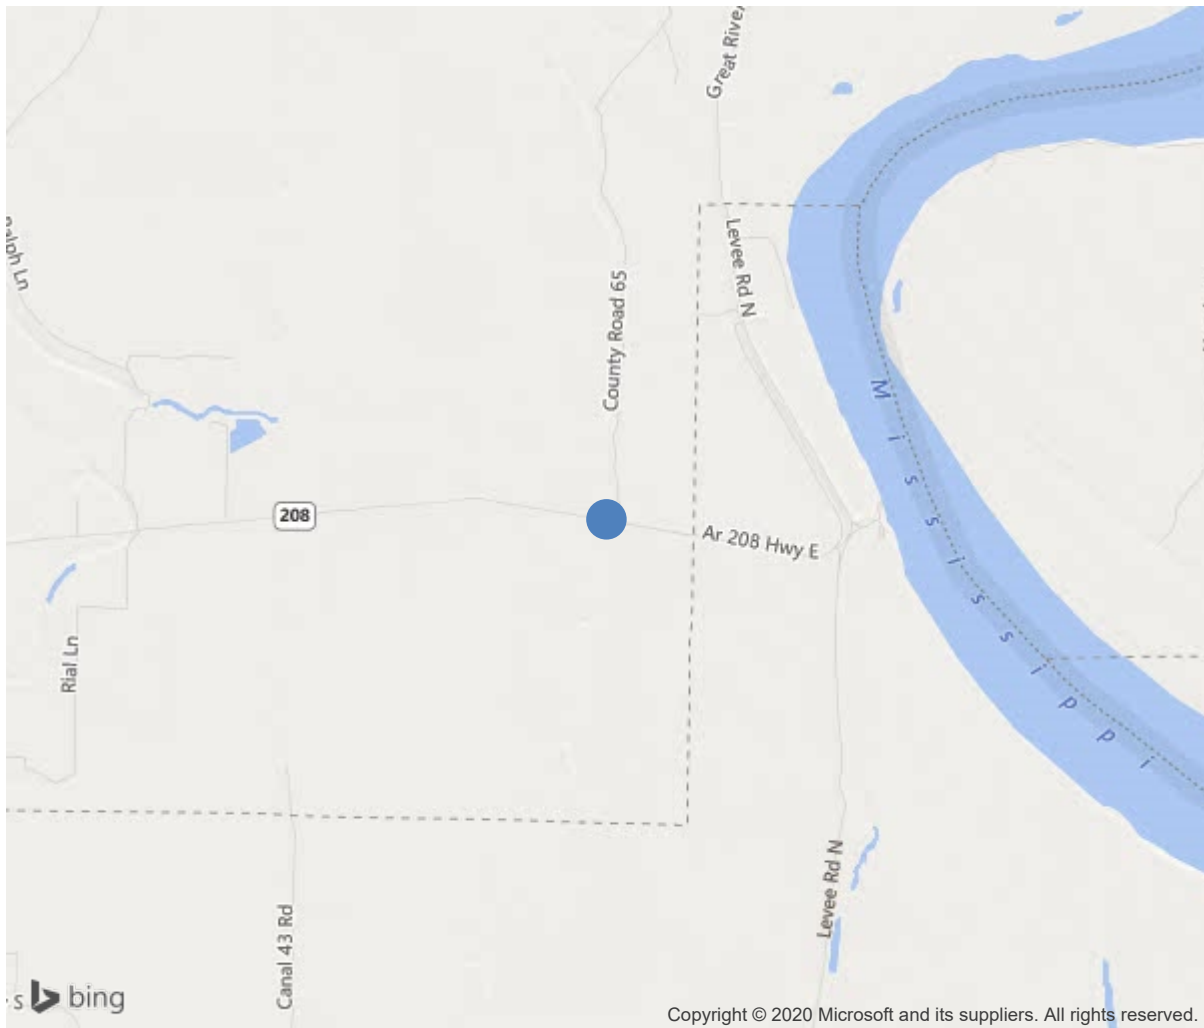 Great River
Levee Rd N
County Road 65
Mississippi
208
Ar 208 Hwy E
Rial Ln
Canal 43 Rd
Levee Rd N
s
bing
Copyright © 2020 Microsoft and its suppliers. All rights reserved.